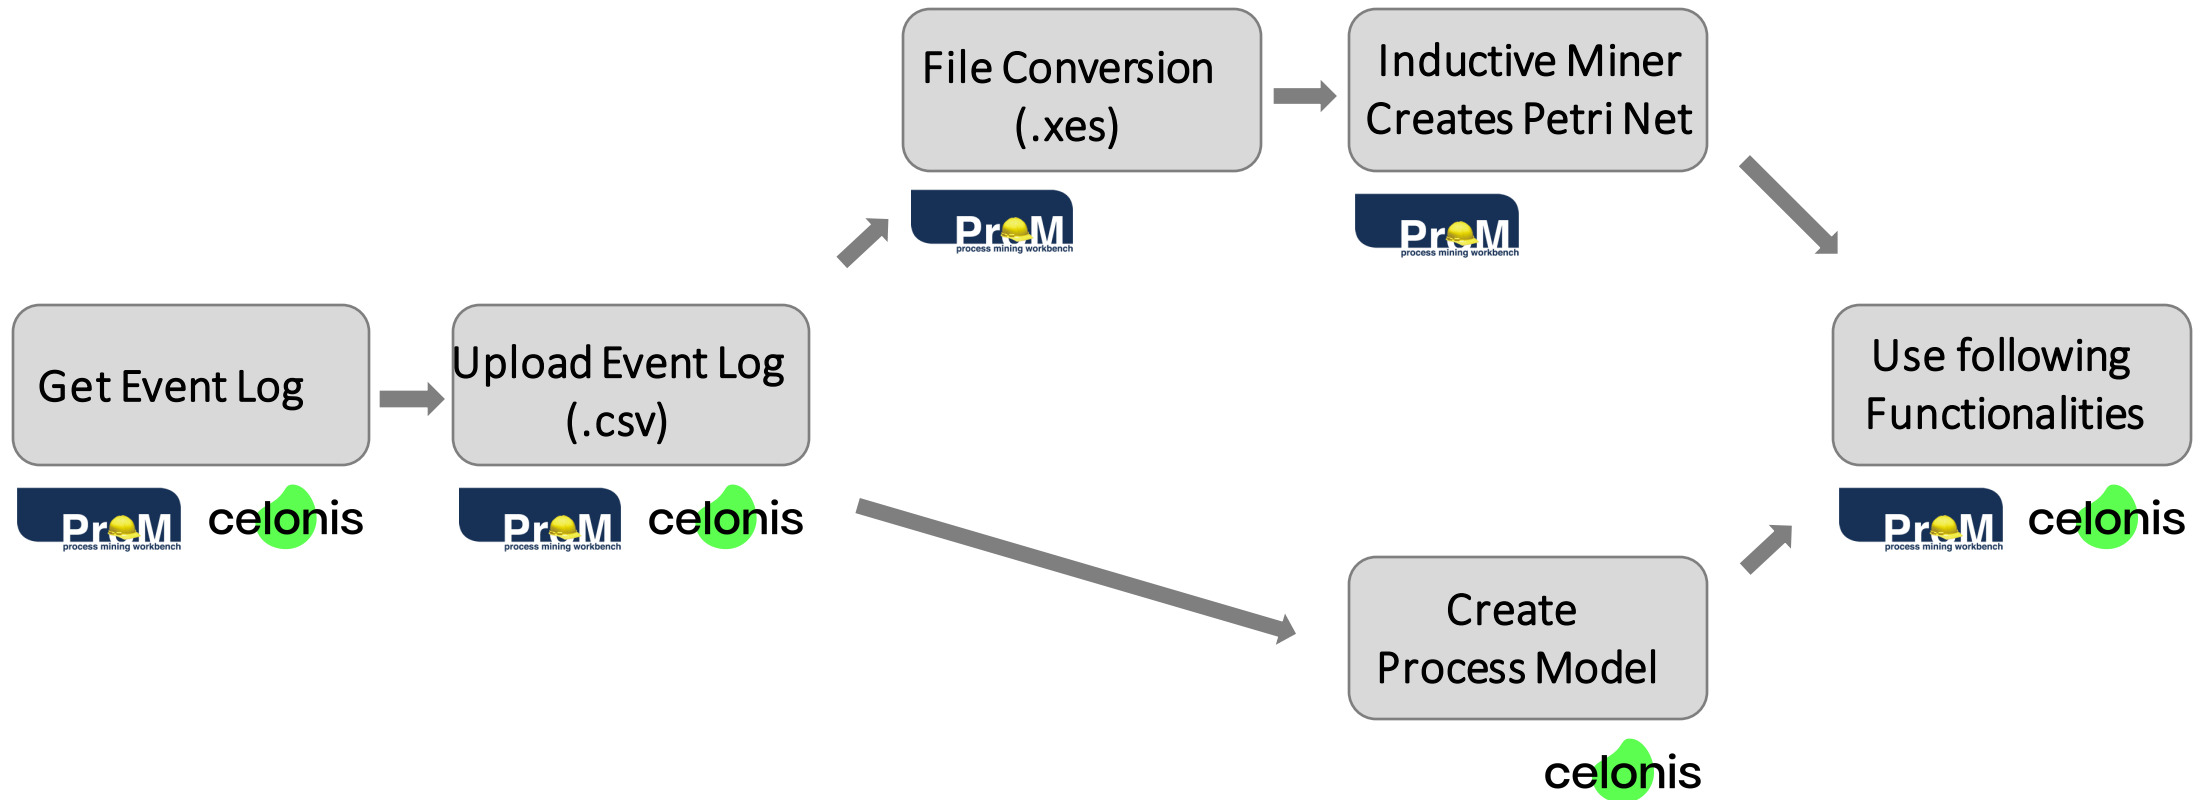 File Conversion
(.xes)
ProM
process mining workbench
Inductive Miner
Creates Petri Net
ProM
process mining workbench
Get Event Log
ProM
process mining workbench
celonis
Upload Event Log
(.csv)
ProM
process mining workbench
celonis
Create
Process Model
celonis
Use following
Functionalities
ProM
process mining workbench
celonis